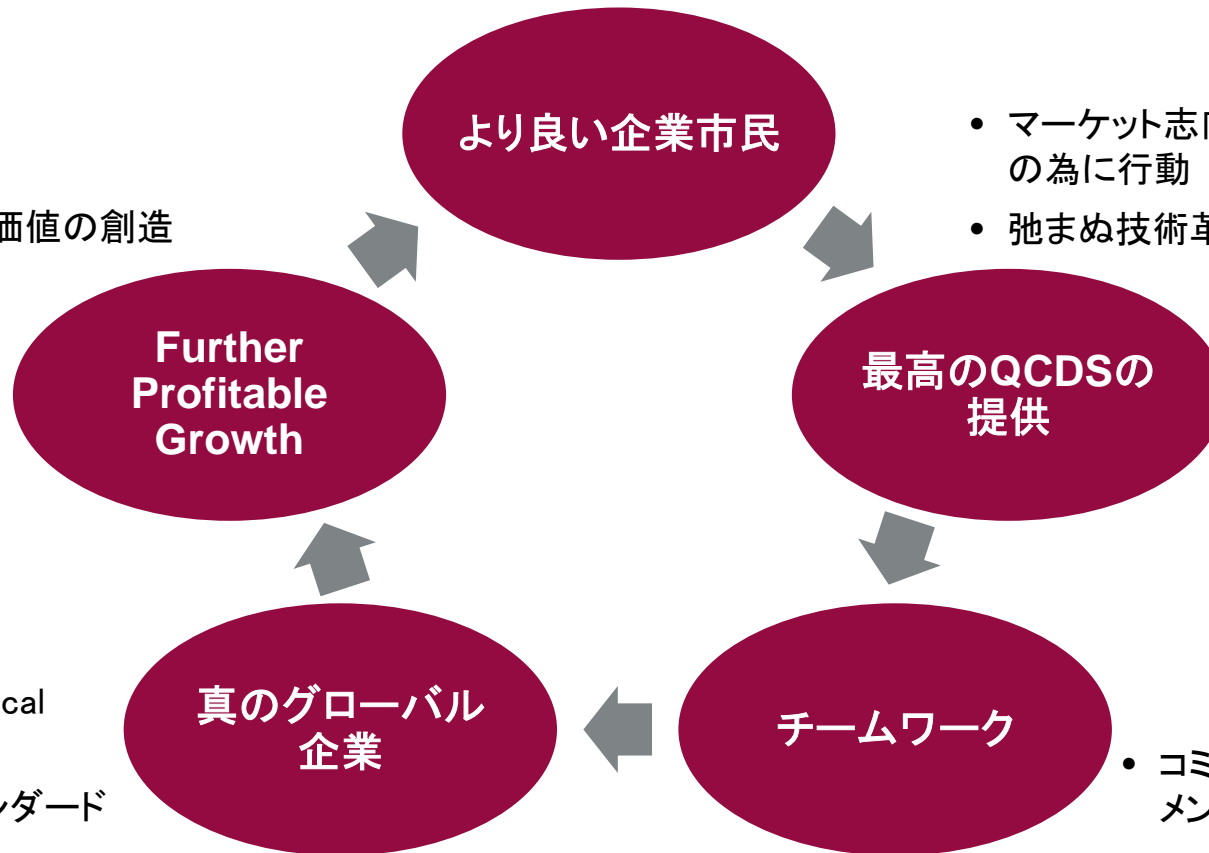 より良い企業市民
• マーケット志
の為に行動
• 弛まぬ技術
価値の創造
Further
Profitable
Growth
最高のQCDSの
提供
cal
真のグローバル
企業
ンダード
チームワーク
• コミ
メン